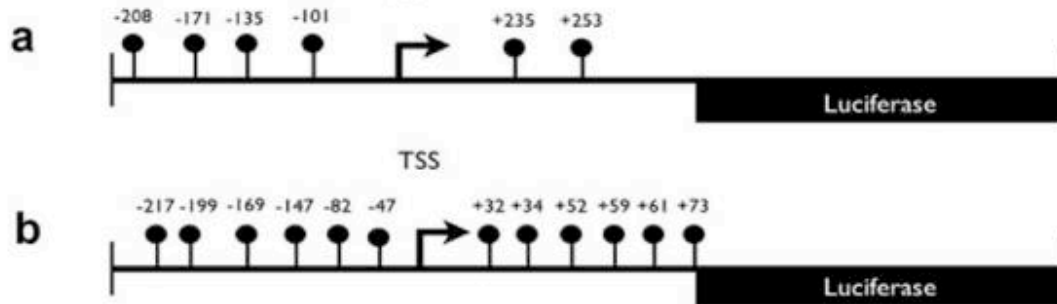 a
-208 -171 -135 -101 +235 +253
Luciferase
TSS
b
-217 -199 -169 -147 -82 -47 +32 +34 +52 +59 +61 +73
Luciferase